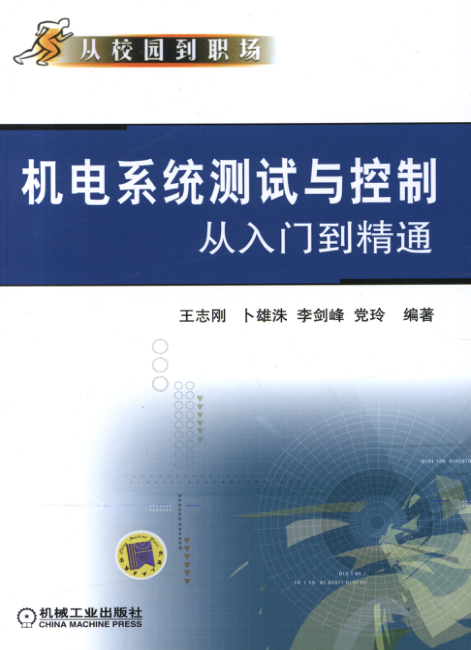 从校园到职场
机电系统测试与控制
从入门到精通
王志刚 卜雄洙 李剑峰 党玲 编著
机械工业出版社
CHINA MACHINE PRESS